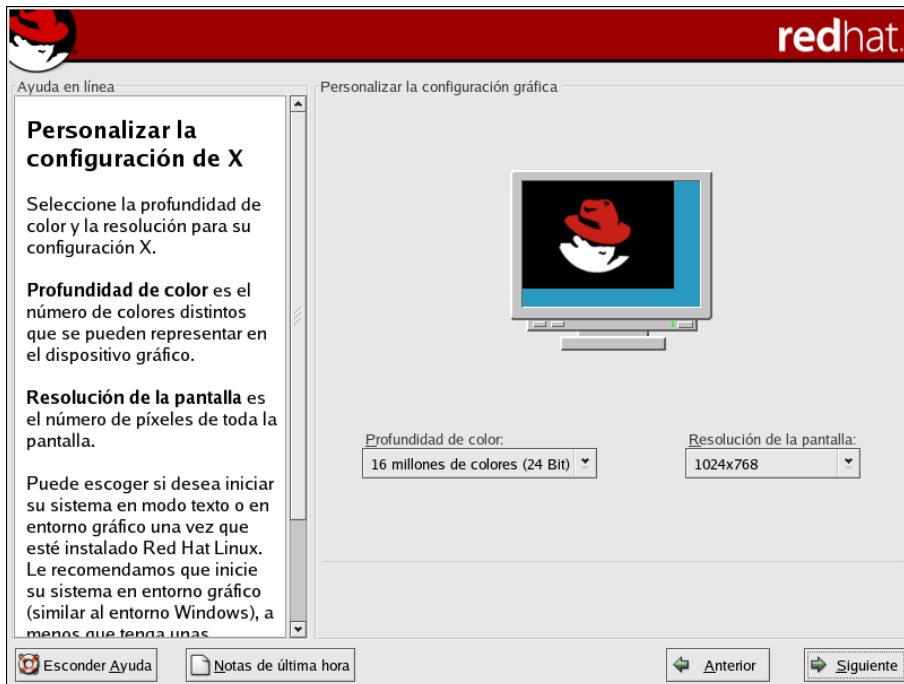 redhat.
Ayuda en línea
Personalizar la
configuración de X
Seleccione la profundidad de
color y la resolución para su
configuración X.
Profundidad de color es el
número de colores distintos
que se pueden representar en
el dispositivo gráfico.
Resolución de la pantalla es
el número de píxeles de toda la
pantalla.
Puede escoger si desea iniciar
su sistema en modo texto o en
entorno gráfico una vez que
esté instalado Red Hat Linux.
Le recomendamos que inicie
su sistema en entorno gráfico
(similar al entorno Windows), a
menos que tenga unas
Personalizar la configuración gráfica
Profundidad de color:
16 millones de colores (24 Bit)
Resolución de la pantalla:
1024x768
Esconder Ayuda
Notas de última hora
Anterior
Siguiente